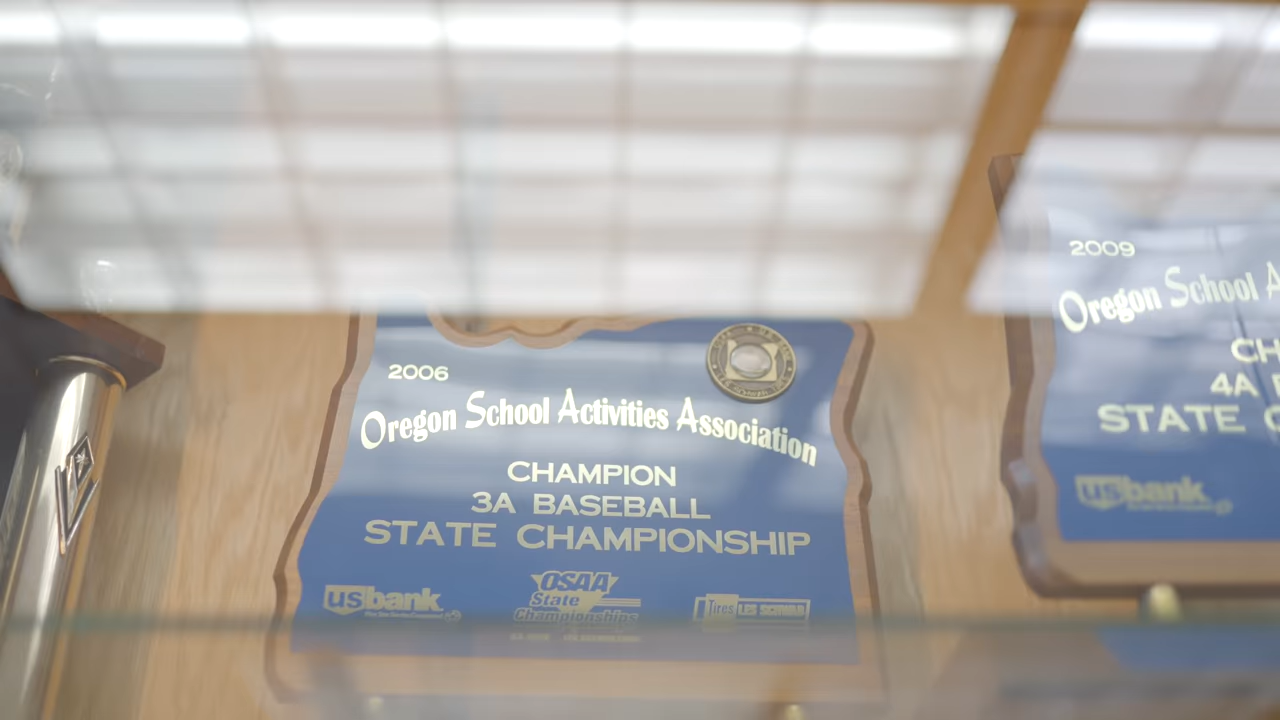 2006
Oregon School Activities Association
CHAMPION
3A BASEBALL
STATE CHAMPIONSHIP
usbank
OSAA
State
Championships
Tires LES SCHWAB
2009
Oregon School
4A
STATE
usbank